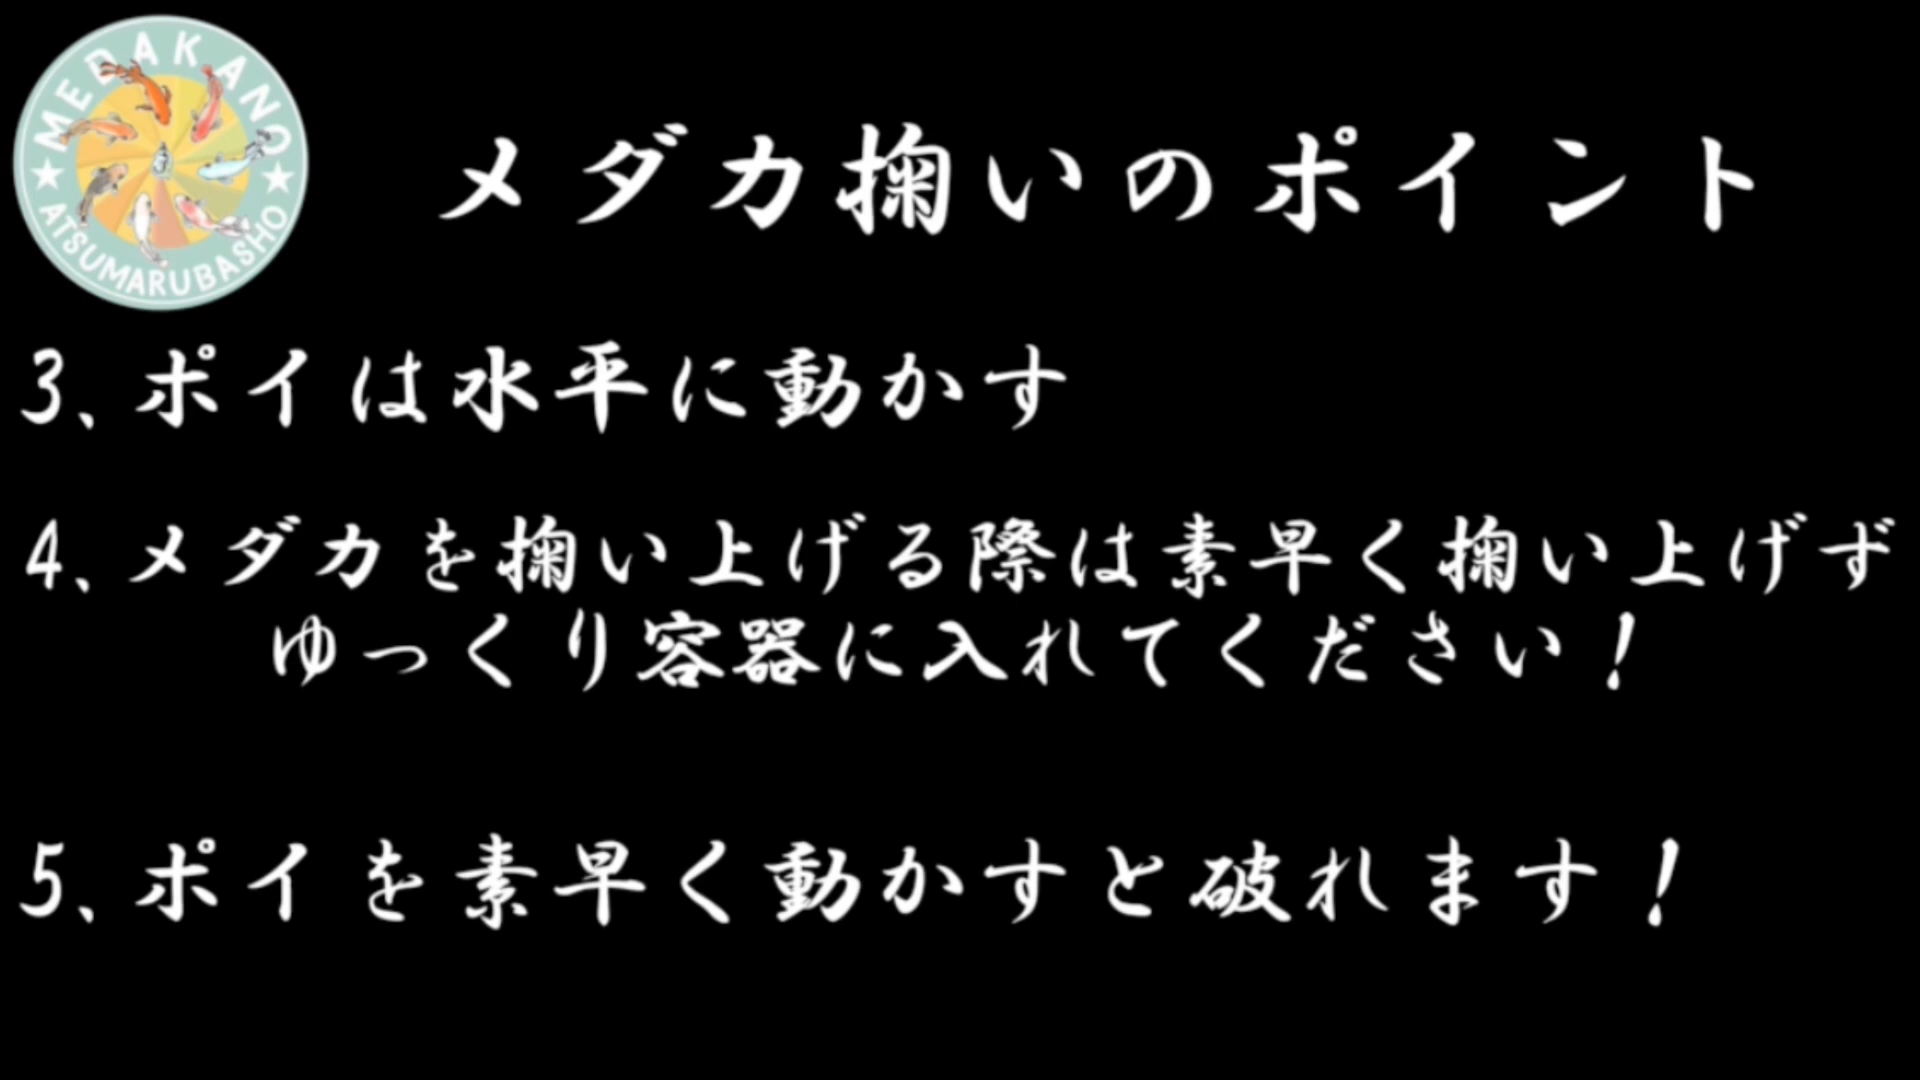 MEDAKANO
ATSUMARUBASHO
メダカ掬いのポイント
3、ポイは水平に動かす
4、メダカを掬い上げる際は素早く掬い上げず
ゆっくり容器に入れてください！
5、ポイを素早く動かすと破れます！